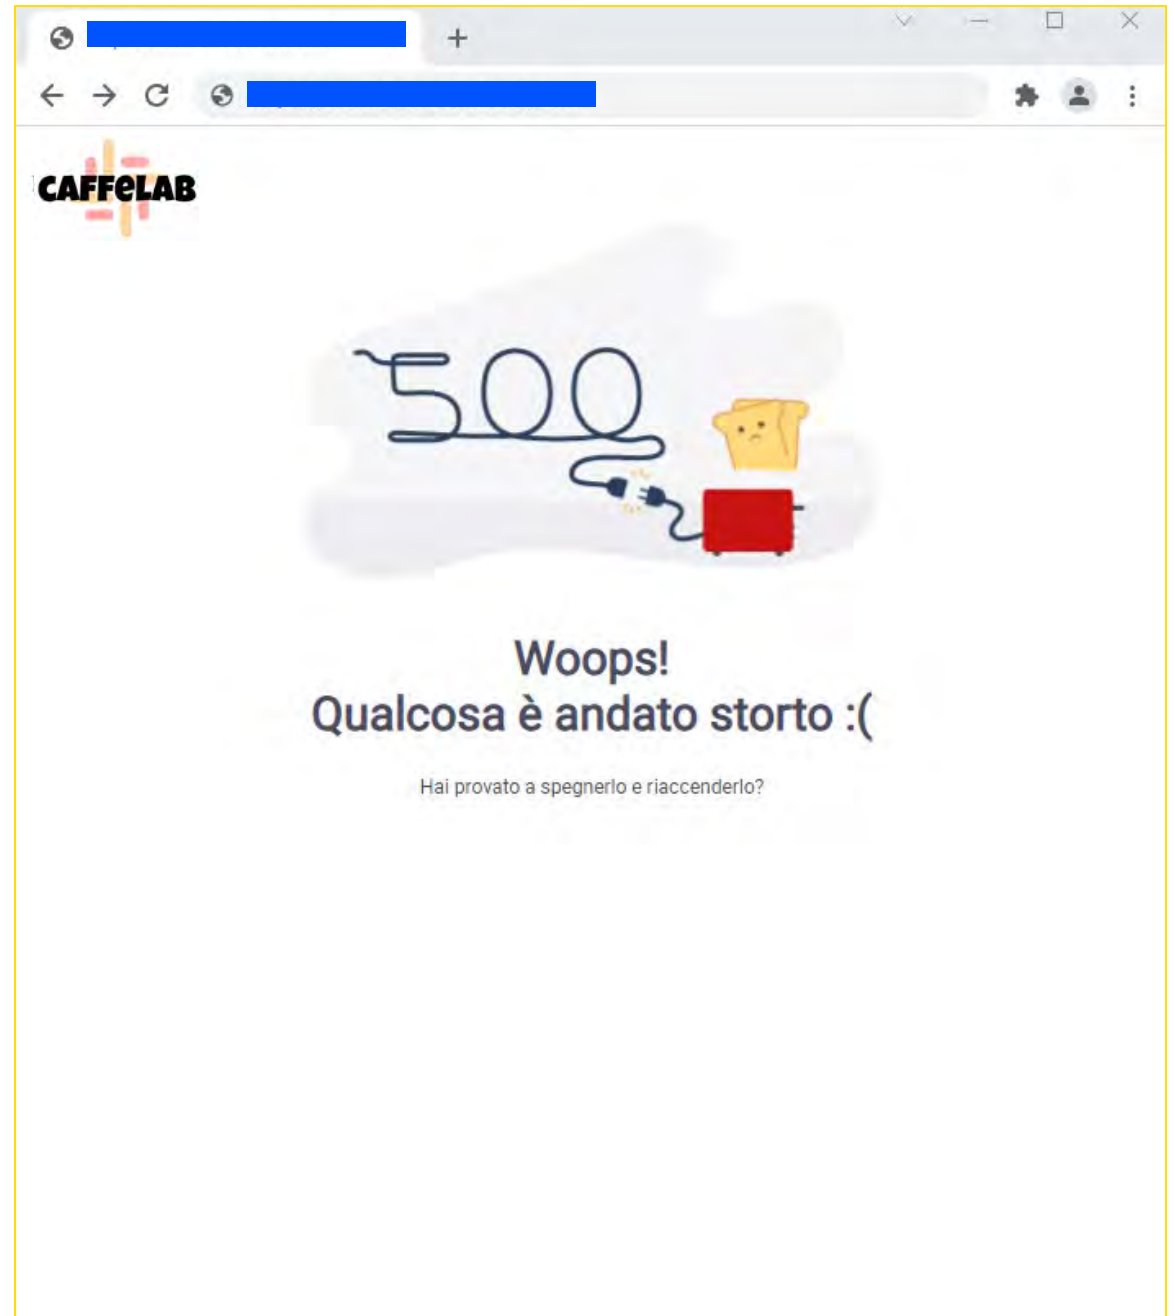 CAFFeLAB
500
Woops!
Qualcosa è andato storto :(
Hai provato a spegnerlo e riaccenderlo?